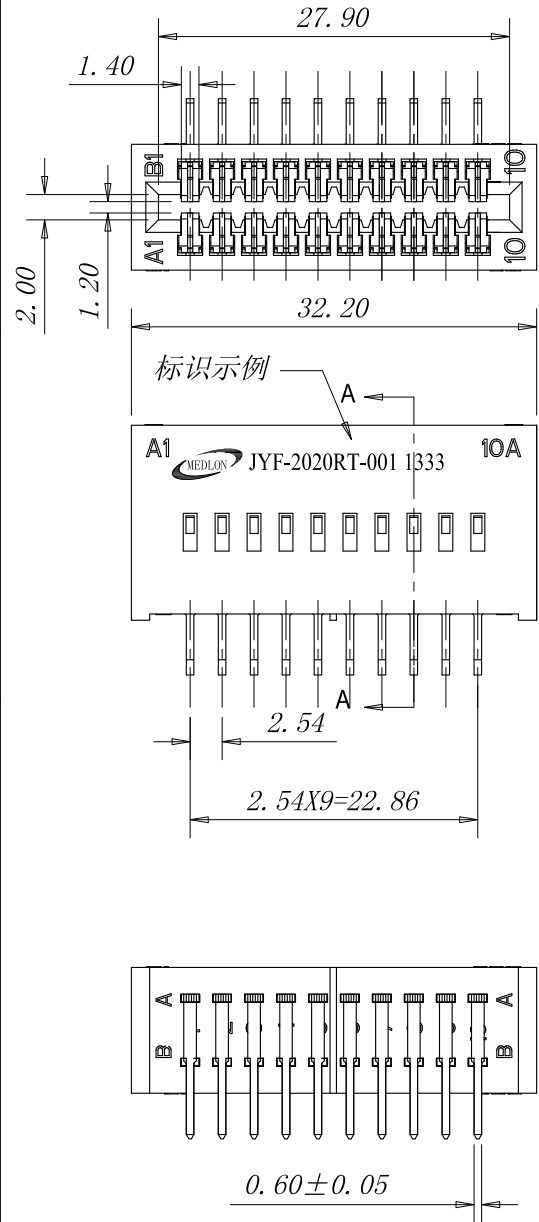 27.90
1.40
B1
10
A1
10
2.00
1.20
32.20
标识示例
A
A1
10A
MEDLON
JYF-2020RT-001 1333
A
2.54
2.54X9=22.86
A
A
B
B
0.60±0.05